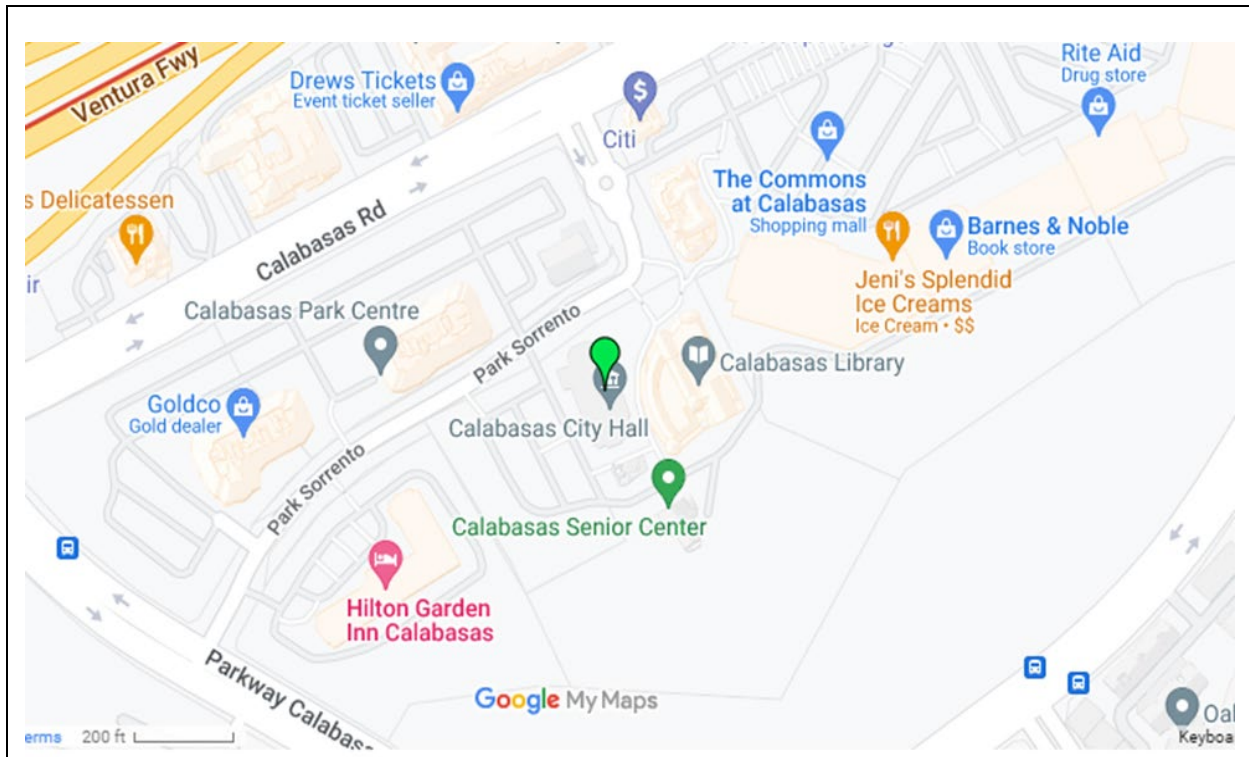 Ventura Fwy
Drews Tickets
Event ticket seller
Citi
Rite Aid
Drug store
s Delicatessen
Calabasas Rd
The Commons
at Calabasas
Shopping mall
Barnes & Noble
Book store
ir
Jeni's Splendid
Ice Creams
Ice Cream • $$
Calabasas Park Centre
Park Sorrento
Calabasas Library
Goldco
Gold dealer
Calabasas City Hall
Park Sorrento
Calabasas Senior Center
Hilton Garden
Inn Calabasas
Parkway Calabasa
Google My Maps
Oal
erms 200 ft
Keyboa